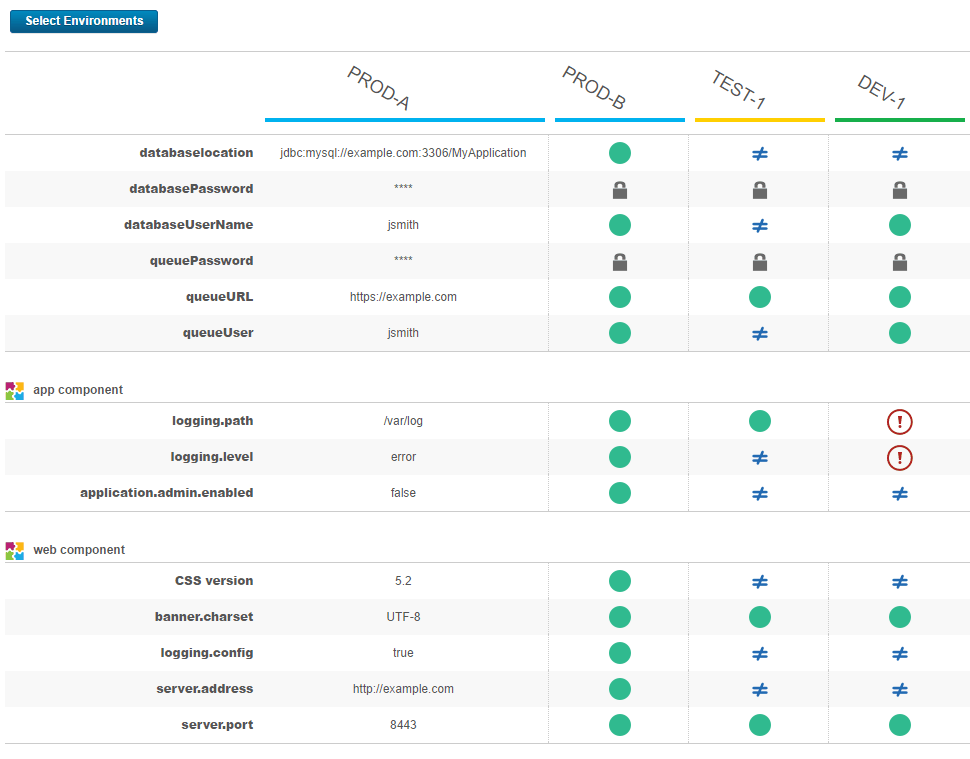 Select Environments
PROD-A PROD-B TEST-1 DEV-1
databaselocation jdbc:mysql://example.com:3306/MyApplication ≠ ≠
databasePassword ****
databaseUserName jsmith ≠
queuePassword ****
queueURL https://example.com
queueUser jsmith ≠
app component
logging.path /var/log !
logging.level error ≠ !
application.admin.enabled false ≠ ≠
web component
CSS version 5.2 ≠ ≠
banner.charset UTF-8
logging.config true ≠ ≠
server.address http://example.com ≠ ≠
server.port 8443